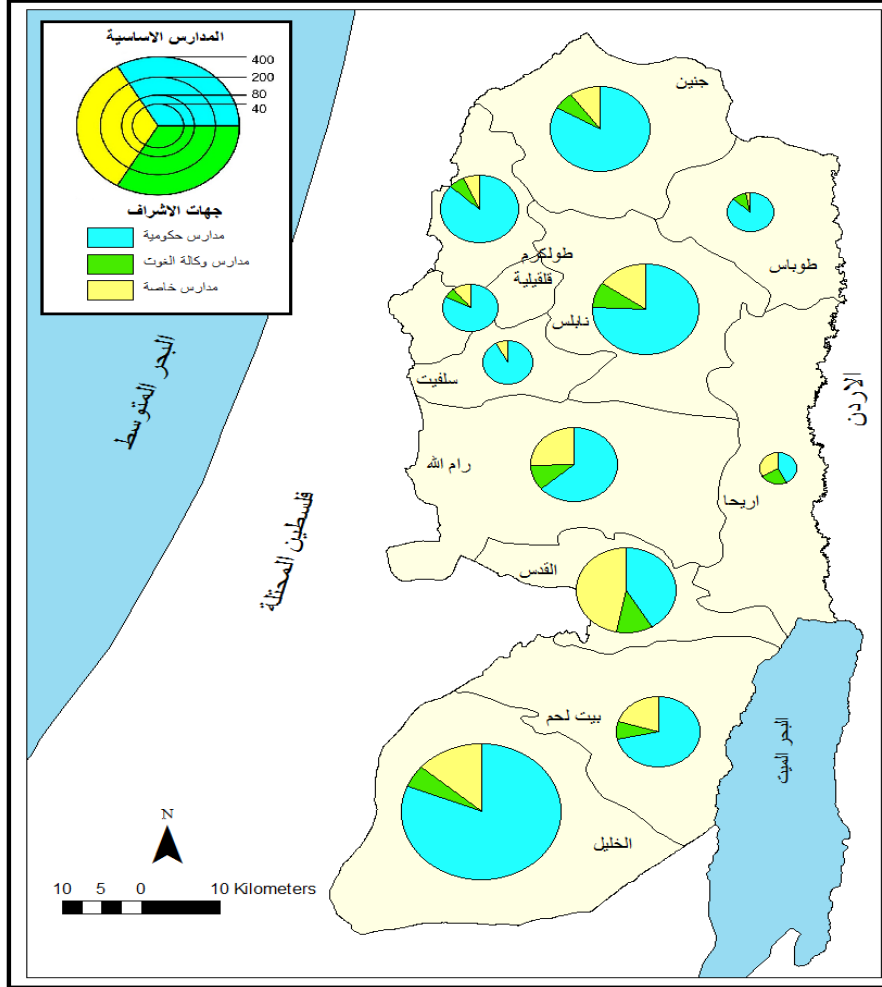 المدارس الاساسية
400
200
80
40
جهات الاشراف
مدارس حكومية
مدارس وكالة الغوث
مدارس خاصة
جنين
طوباس
طولكرم
قلقيلية
نابلس
سلفيت
رام الله
اريحا
القدس
بيت لحم
الخليل
البحر المتوسط
فلسطين المحتلة
الاردن
البحر الميت
N
10 5 0 10 Kilometers